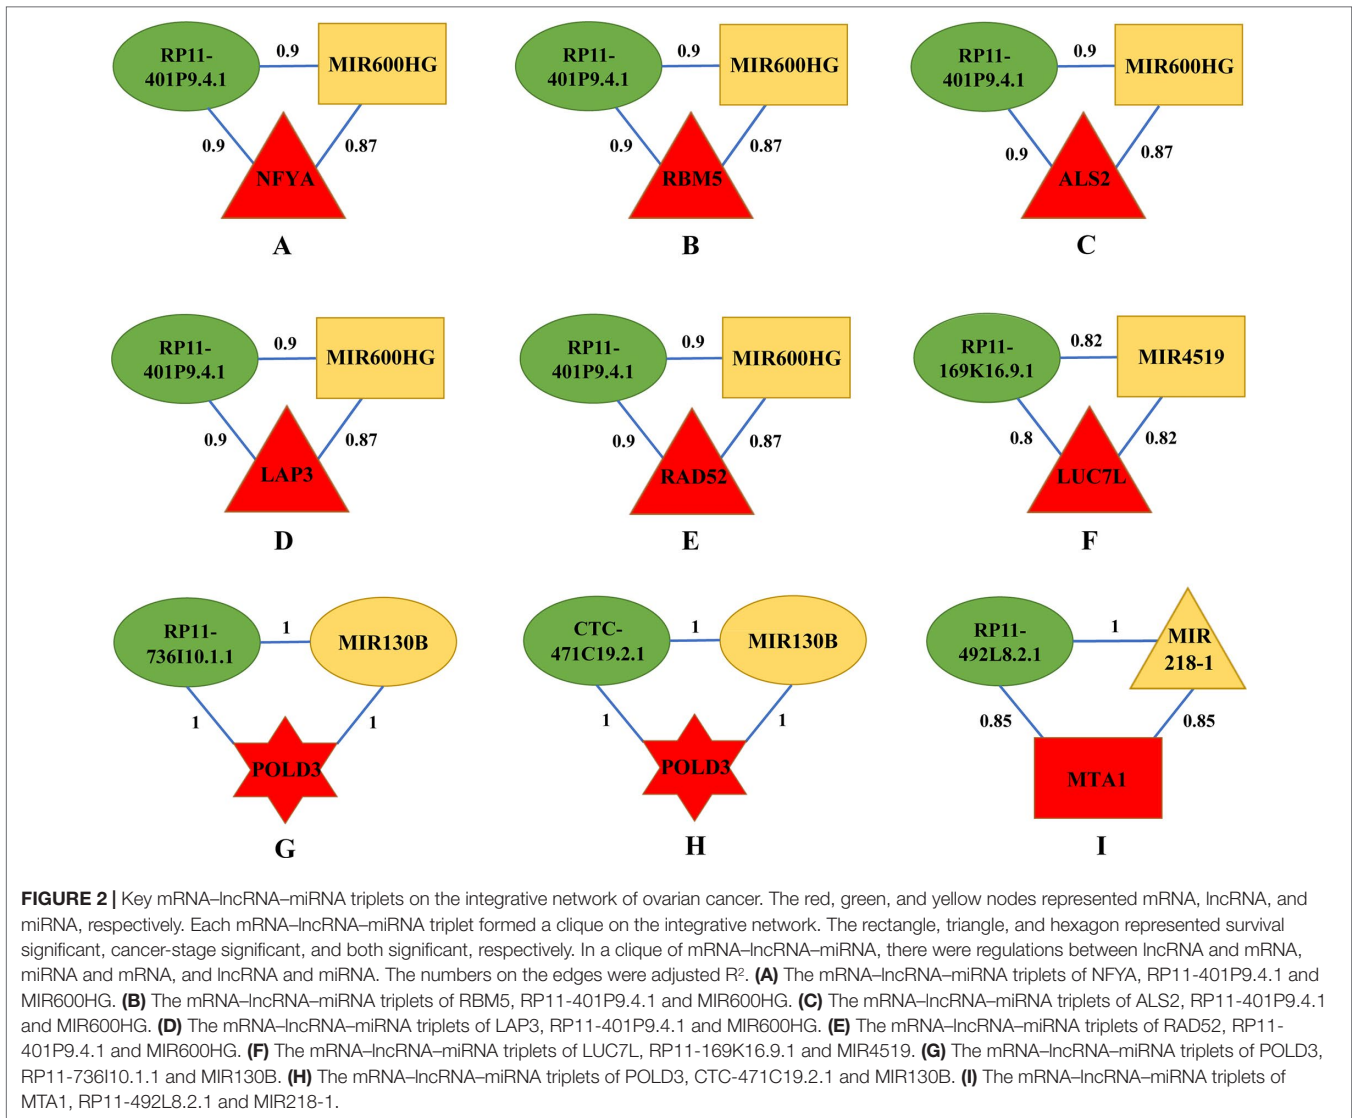 RP11-
401P9.4.1
0.9
MIR600HG
0.9
0.87
NFYA
A
RP11-
401P9.4.1
0.9
MIR600HG
0.9
0.87
RBM5
B
RP11-
401P9.4.1
0.9
MIR600HG
0.9
0.87
ALS2
C
RP11-
401P9.4.1
0.9
MIR600HG
0.9
0.87
LAP3
D
RP11-
401P9.4.1
0.9
MIR600HG
0.9
0.87
RAD52
E
RP11-
169K16.9.1
0.82
MIR4519
0.8
0.82
LUC7L
F
RP11-
736I10.1.1
1
MIR130B
1
1
POLD3
G
CTC-
471C19.2.1
1
MIR130B
1
1
POLD3
H
RP11-
492L8.2.1
1
MIR
218-1
0.85
0.85
MTA1
I
FIGURE 2 | Key mRNA–lncRNA–miRNA triplets on the integrative network of ovarian cancer. The red, green, and yellow nodes represented mRNA, lncRNA, and
miRNA, respectively. Each mRNA–lncRNA–miRNA triplet formed a clique on the integrative network. The rectangle, triangle, and hexagon represented survival
significant, cancer-stage significant, and both significant, respectively. In a clique of mRNA–lncRNA–miRNA, there were regulations between lncRNA and mRNA,
miRNA and mRNA, and lncRNA and miRNA. The numbers on the edges were adjusted R². (A) The mRNA–lncRNA–miRNA triplets of NFYA, RP11-401P9.4.1 and
MIR600HG. (B) The mRNA–lncRNA–miRNA triplets of RBM5, RP11-401P9.4.1 and MIR600HG. (C) The mRNA–lncRNA–miRNA triplets of ALS2, RP11-401P9.4.1
and MIR600HG. (D) The mRNA–lncRNA–miRNA triplets of LAP3, RP11-401P9.4.1 and MIR600HG. (E) The mRNA–lncRNA–miRNA triplets of RAD52, RP11-
401P9.4.1 and MIR600HG. (F) The mRNA–lncRNA–miRNA triplets of LUC7L, RP11-169K16.9.1 and MIR4519. (G) The mRNA–lncRNA–miRNA triplets of POLD3,
RP11-736I10.1.1 and MIR130B. (H) The mRNA–lncRNA–miRNA triplets of POLD3, CTC-471C19.2.1 and MIR130B. (I) The mRNA–lncRNA–miRNA triplets of
MTA1, RP11-492L8.2.1 and MIR218-1.